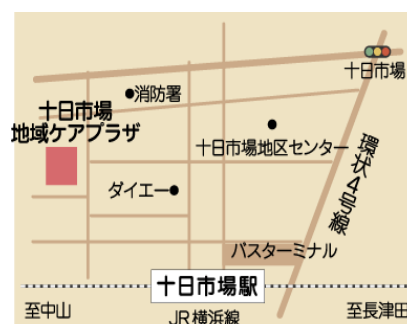 十日市場
消防署
十日市場
地域ケアプラザ
十日市場地区センター
環状4号線
ダイエー
バスターミナル
十日市場駅
至中山
JR横浜線
至長津田